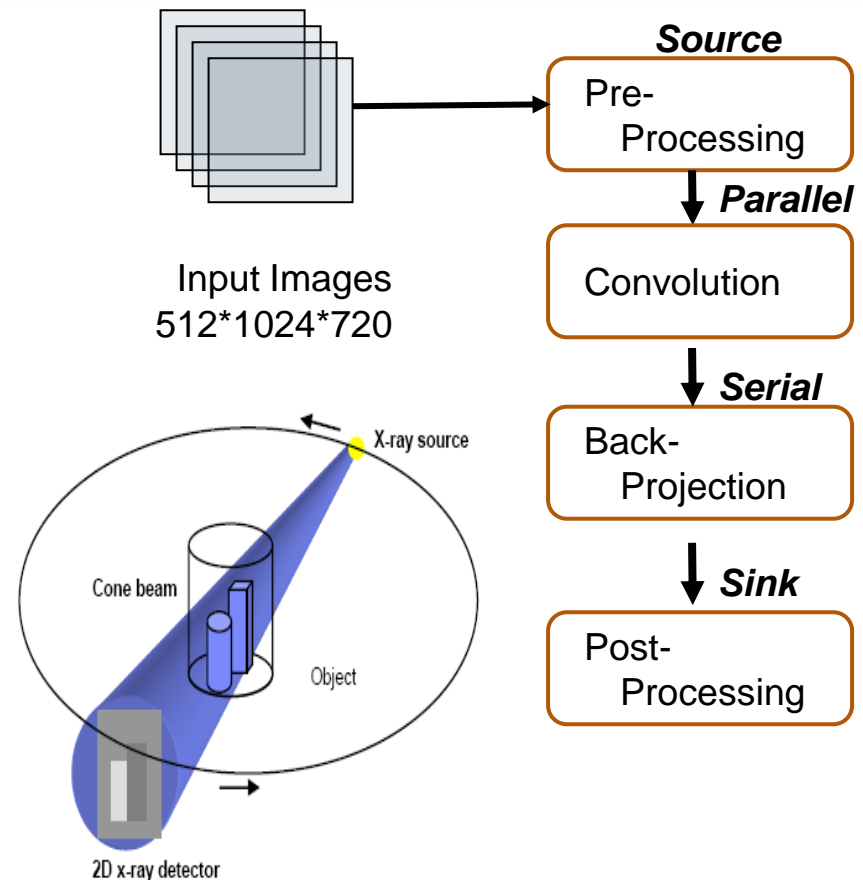 Source
Pre-
Processing
Parallel
Convolution
Serial
Back-
Projection
Sink
Post-
Processing
Input Images
512*1024*720
X-ray source
Cone beam
Object
2D x-ray detector